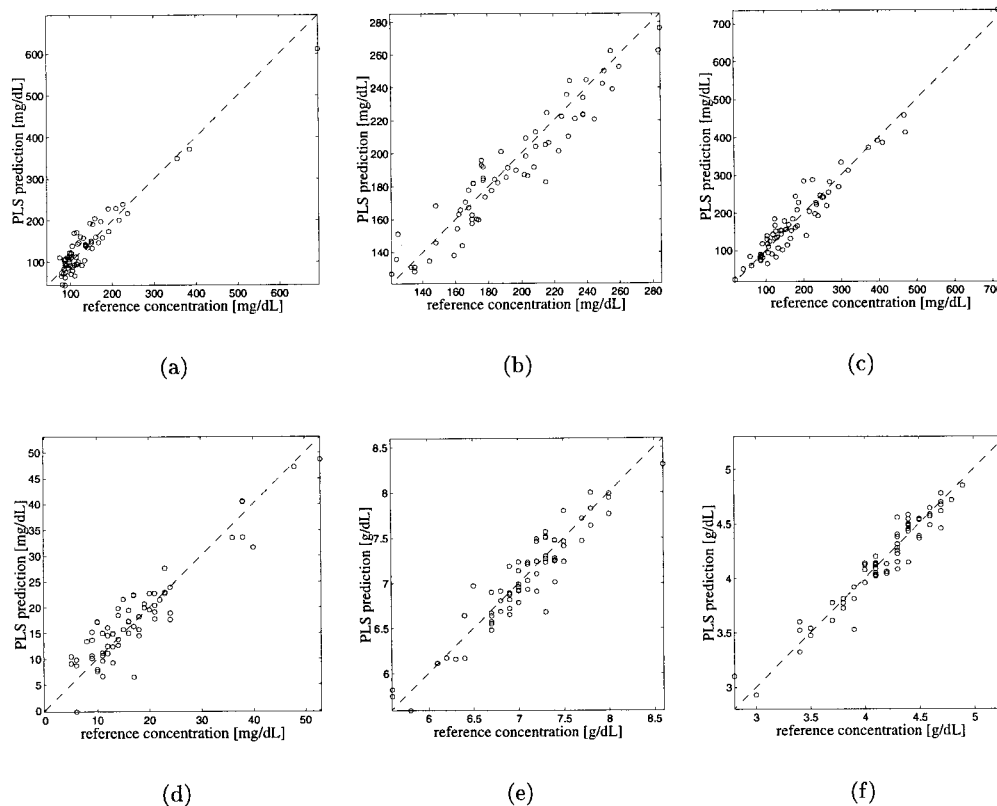 600
500
400
300
200
100
PLS prediction [mg/dL]
100 200 300 400 500 600
reference concentration [mg/dL]
(a)
280
260
240
220
200
180
160
140
PLS prediction [mg/dL]
140 160 180 200 220 240 260 280
reference concentration [mg/dL]
(b)
700
600
500
400
300
200
100
PLS prediction [mg/dL]
100 200 300 400 500 600 700
reference concentration [mg/dL]
(c)
50
45
40
35
30
25
20
15
10
5
0
PLS prediction [mg/dL]
0 10 20 30 40 50
reference concentration [mg/dL]
(d)
8.5
8
7.5
7
6.5
6
PLS prediction [g/dL]
6 6.5 7 7.5 8 8.5
reference concentration [g/dL]
(e)
5
4.5
4
3.5
3
PLS prediction [g/dL]
3 3.5 4 4.5 5
reference concentration [g/dL]
(f)